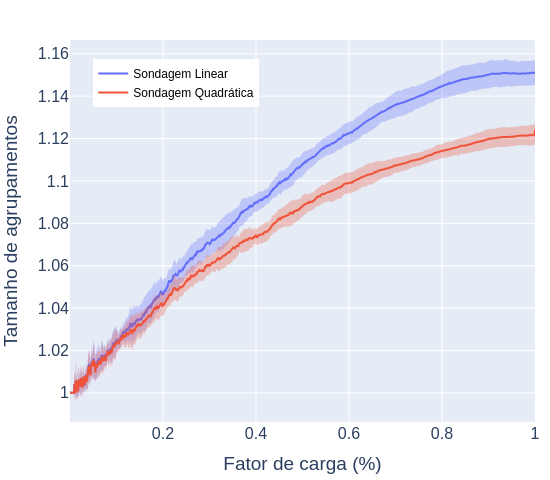 1.16
1.14
1.12
1.1
1.08
1.06
1.04
1.02
1
Tamanho de agrupamentos
Sondagem Linear
Sondagem Quadrática
0.2 0.4 0.6 0.8 1
Fator de carga (%)